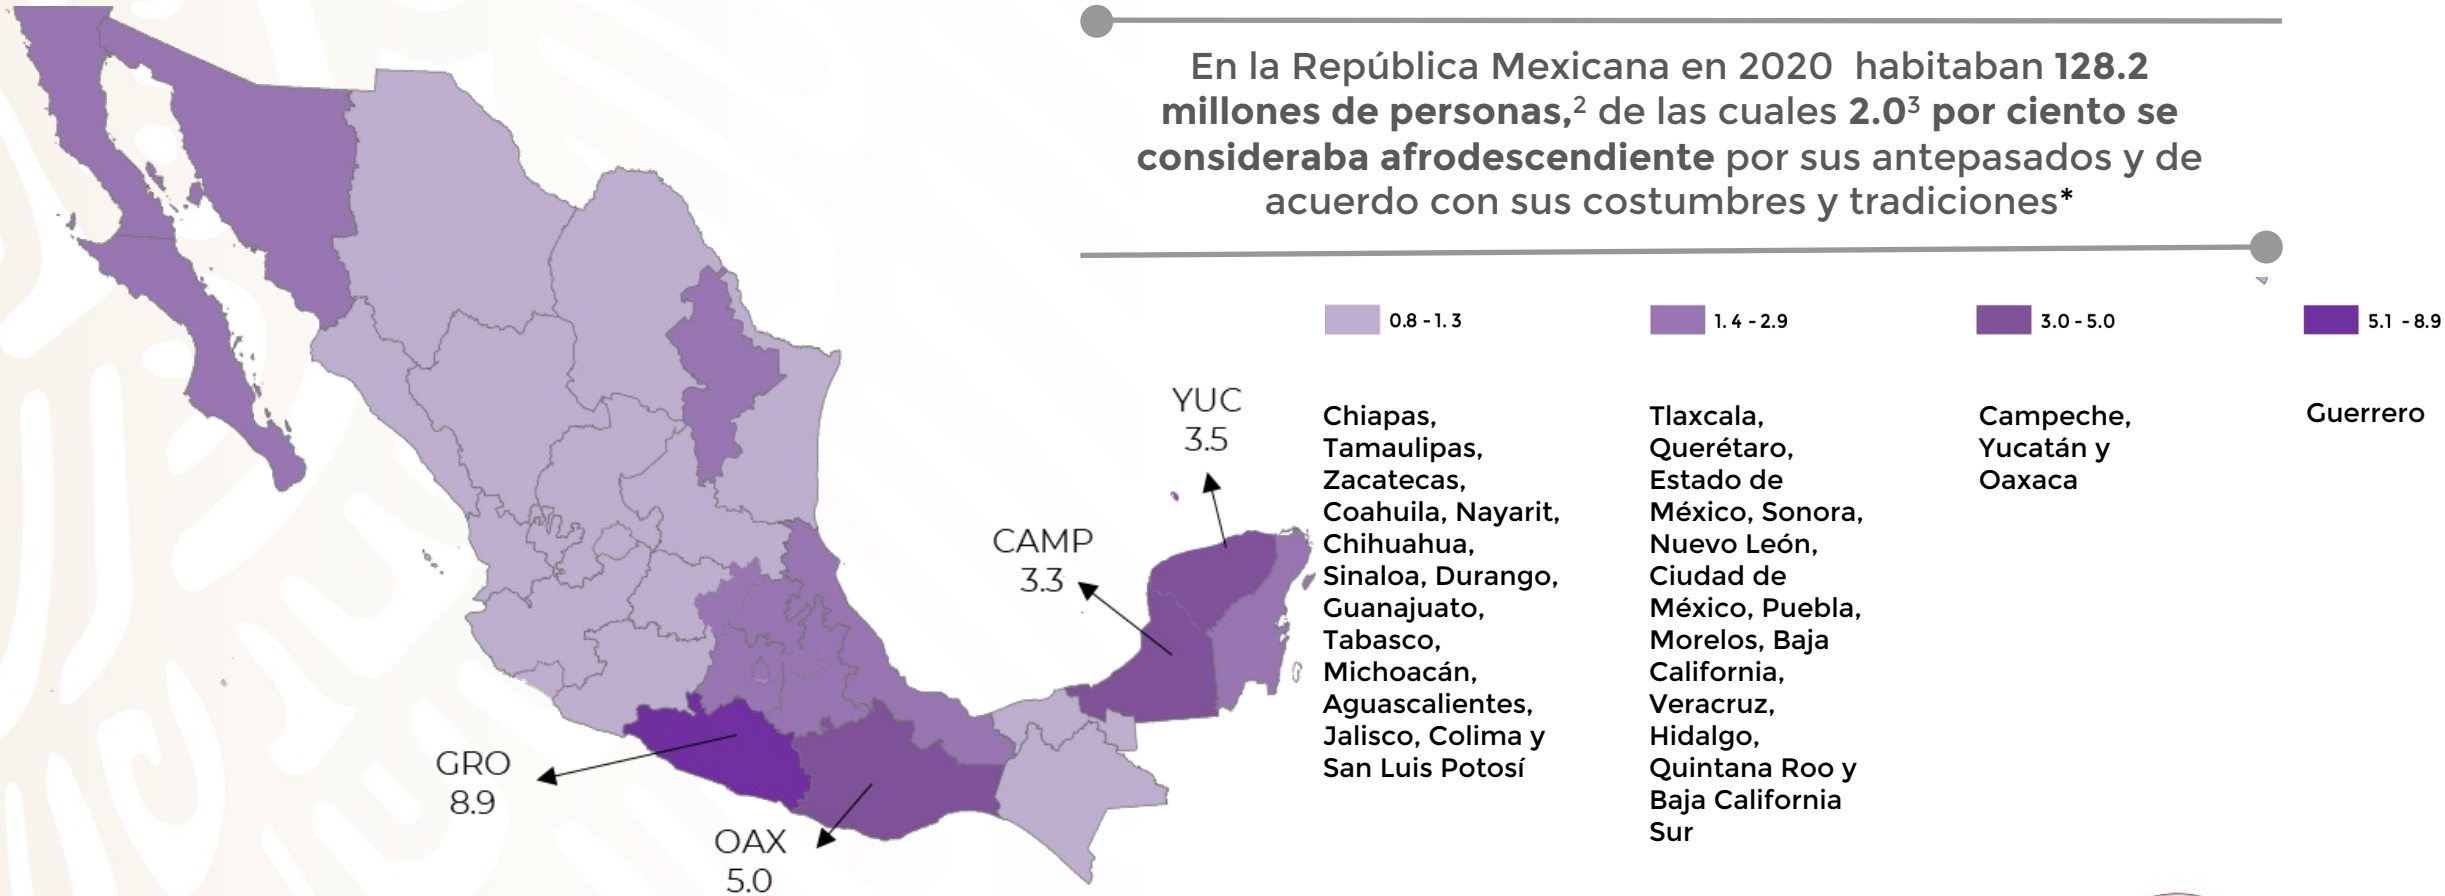 En la República Mexicana en 2020 habitaban 128.2
millones de personas,² de las cuales 2.0³ por ciento se
consideraba afrodescendiente por sus antepasados y de
acuerdo con sus costumbres y tradiciones*
0.8 - 1.3
1.4 - 2.9
3.0 - 5.0
5.1 - 8.9
Chiapas,
Tamaulipas,
Zacatecas,
Coahuila, Nayarit,
Chihuahua,
Sinaloa, Durango,
Guanajuato,
Tabasco,
Michoacán,
Aguascalientes,
Jalisco, Colima y
San Luis Potosí
Tlaxcala,
Querétaro,
Estado de
México, Sonora,
Nuevo León,
Ciudad de
México, Puebla,
Morelos, Baja
California,
Veracruz,
Hidalgo,
Quintana Roo y
Baja California
Sur
Campeche,
Yucatán y
Oaxaca
Guerrero
YUC
3.5
CAMP
3.3
GRO
8.9
OAX
5.0